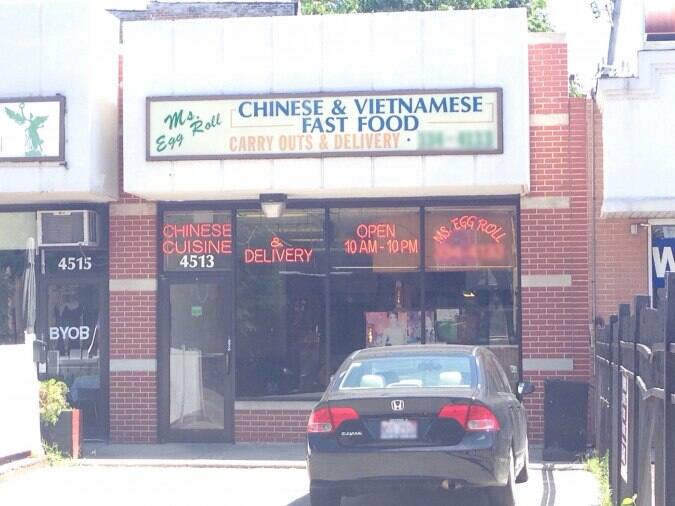 Ms.
Egg Roll
CHINESE & VIETNAMESE
FAST FOOD
CARRY OUTS & DELIVERY
CHINESE
CUISINE
4513
&
DELIVERY
OPEN
10 AM - 10 PM
MS. EGG ROLL
4515
BYOB
W